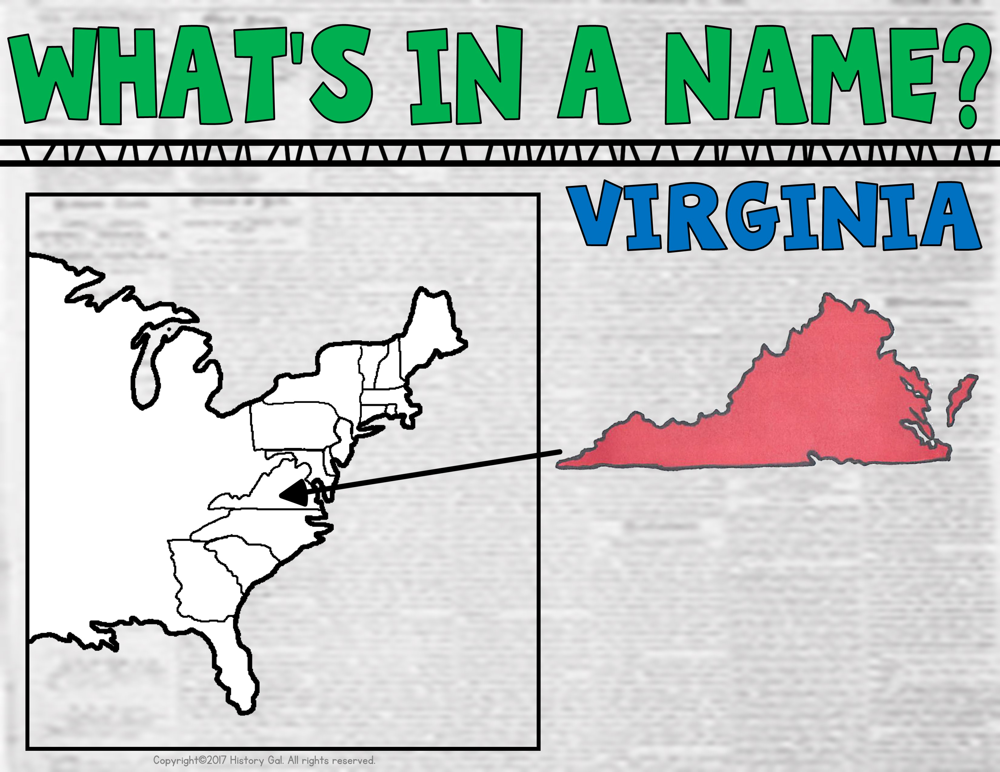 WHAT'S IN A NAME?
VIRGINIA
Copyright©2017 History Gal. All rights reserved.